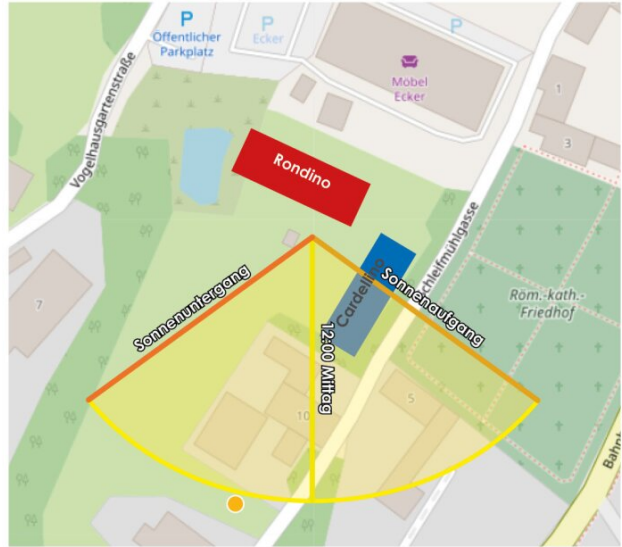 P
Öffentlicher
Parkplatz
P
Ecker
P
Möbel
Ecker
1
3
Vogelhausgartenstraße
Rondino
Schleifmühlgasse
Cardellino
Sonnenuntergang
Sonnenaufgang
12:00 Mittag
Röm.-kath.-
Friedhof
7
10
5
Bahn